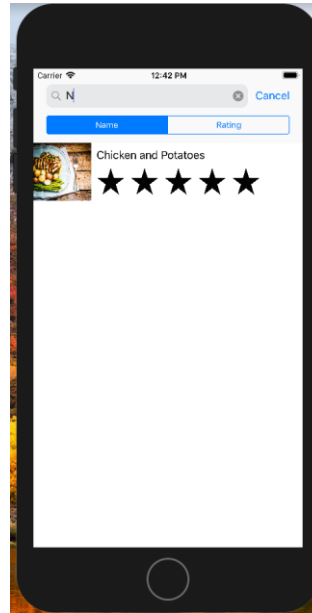 Carrier 12:42 PM
N Cancel
Name Rating
Chicken and Potatoes